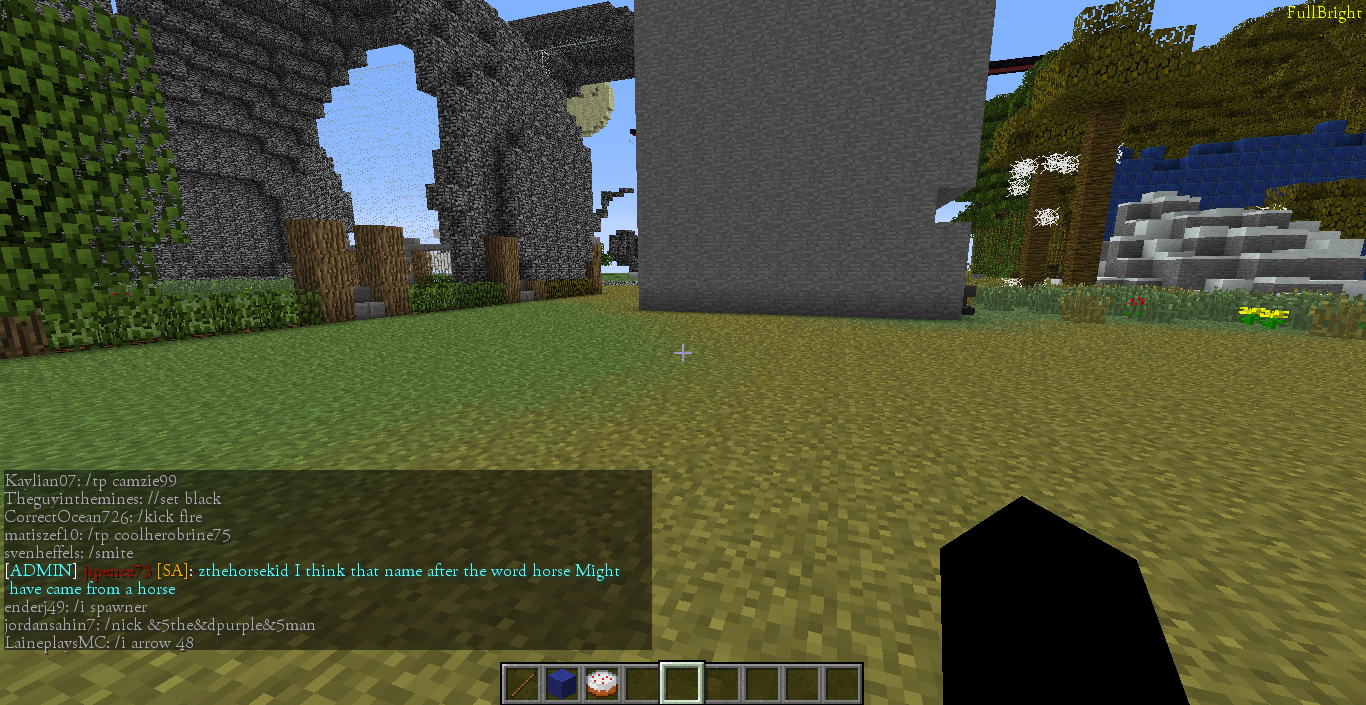 FullBright
Kaylian07: /tp camzie99
Theguyinthemines: //set black
CorrectOcean726: /kick fire
matiszef10: /tp coolherobrine75
svenheffels: /smite
[ADMIN] jspence73 [SA]: zthehorsekid I think that name after the word horse Might
have came from a horse
enderj49: /i spawner
jordansahin7: /nick &5the&dpurple&5man
LaineplaysMC: /i arrow 48